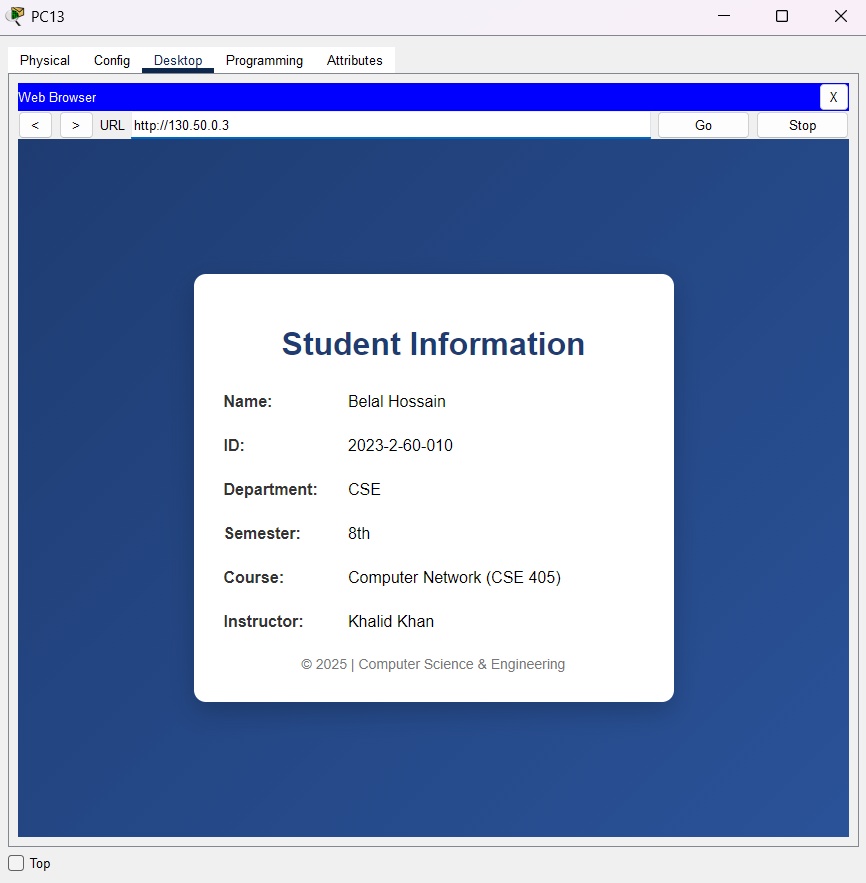 PC13
Physical Config Desktop Programming Attributes
Web Browser X
< > URL http://130.50.0.3 Go Stop
Student Information
Name: Belal Hossain
ID: 2023-2-60-010
Department: CSE
Semester: 8th
Course: Computer Network (CSE 405)
Instructor: Khalid Khan
© 2025 | Computer Science & Engineering
Top